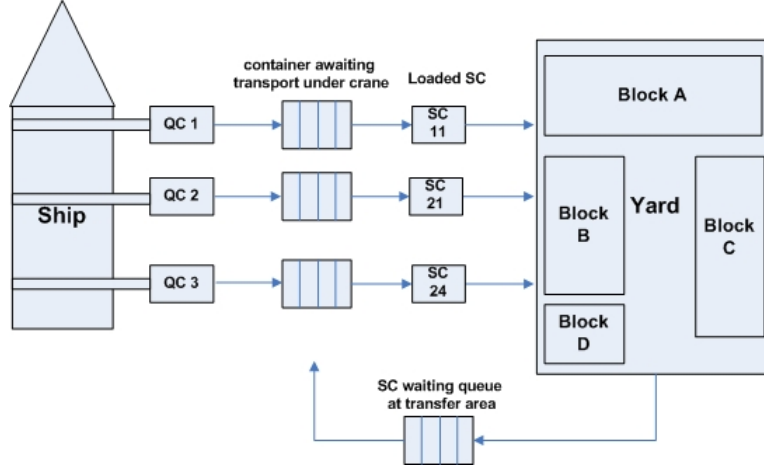 container awaiting
transport under crane
Loaded SC
Block A
QC 1
SC
11
QC 2
SC
21
Ship
Block
B
Yard
Block
C
QC 3
SC
24
Block
D
SC waiting queue
at transfer area